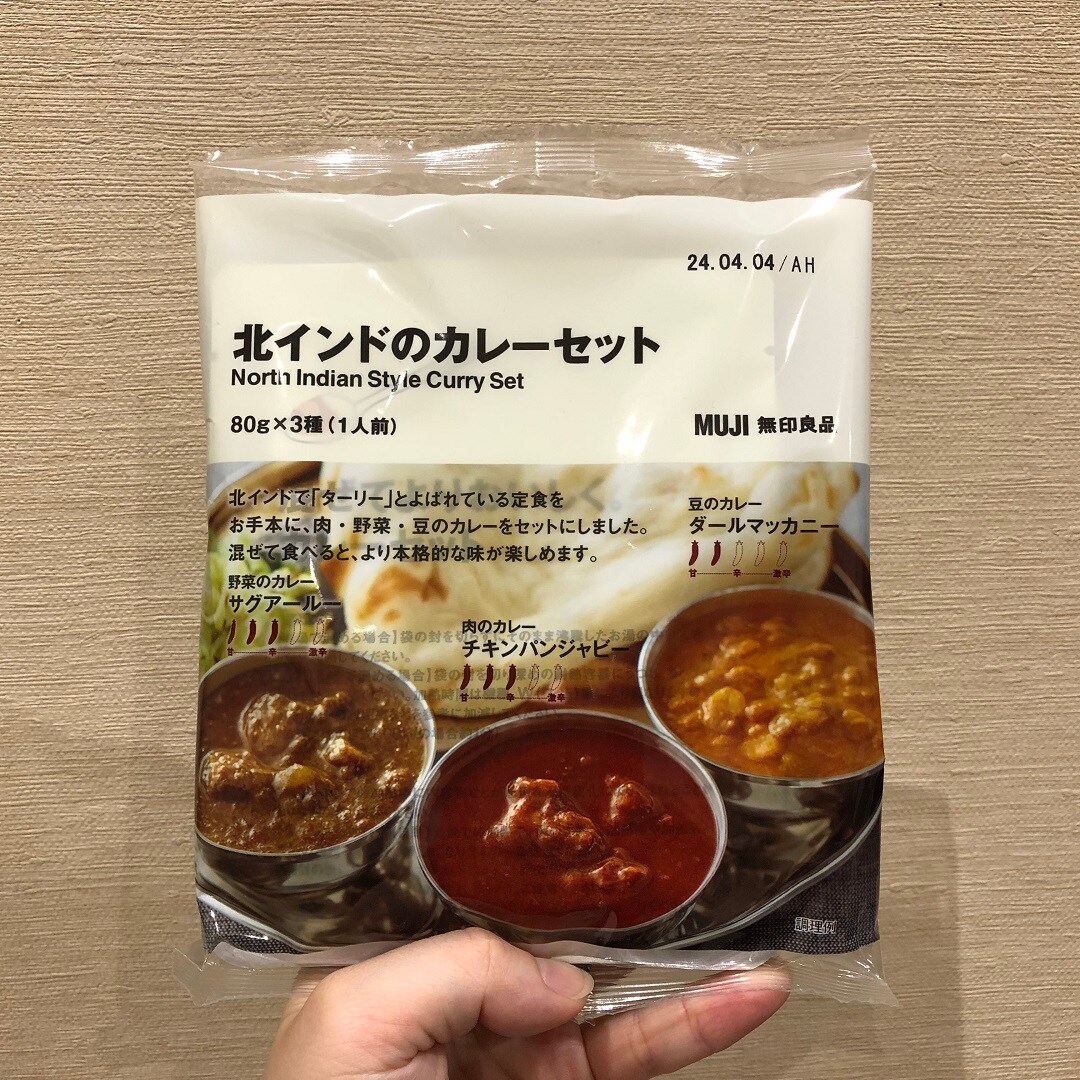 24.04.04/AH
北インドのカレーセット
North Indian Style Curry Set
80g×3種(1人前)
MUJI 無印良品
北インドで「ターリー」とよばれている定食を
お手本に、肉・野菜・豆のカレーをセットにしました。
混ぜて食べると、より本格的な味が楽しめます。
豆のカレー
ダールマッカニー
甘 辛 激辛
野菜のカレー
サグアールー
甘 辛 激辛
肉のカレー
チキンパンジャビー
甘 辛 激辛
調理例